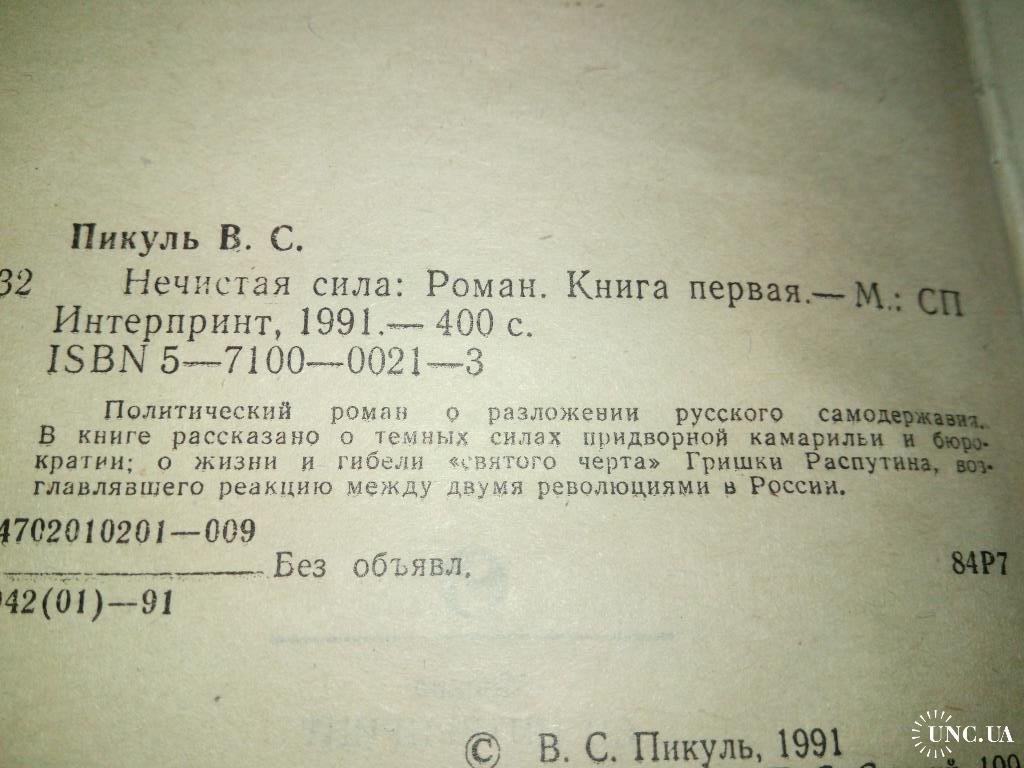 Пикуль В. С.
32 Нечистая сила: Роман. Книга первая.— М.: СП
Интерпринт, 1991.— 400 с.
ISBN 5—7100—0021—3
Политический роман о разложении русского самодержавия.
В книге рассказано о темных силах придворной камарильи и бюро-
кратии; о жизни и гибели «святого черта» Гришки Распутина, воз-
главлявшего реакцию между двумя революциями в России.
4702010201—009
Без объявл. 84Р7
42(01)—91
© В. С. Пикуль, 1991
UNC.UA